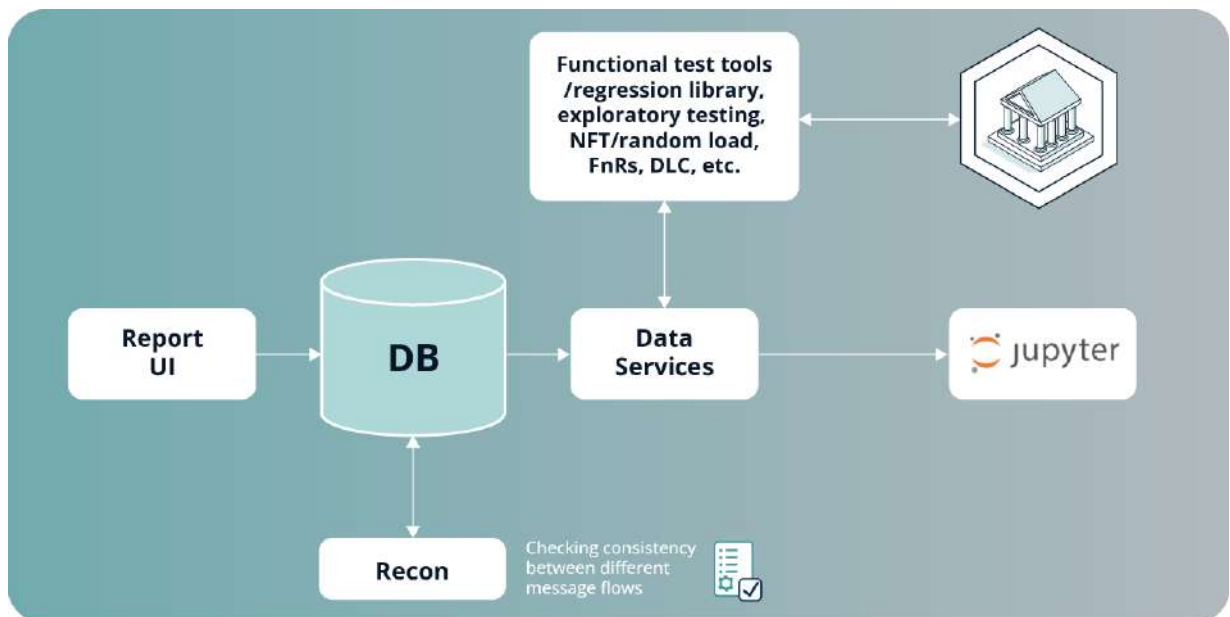 Functional test tools
/regression library,
exploratory testing,
NFT/random load,
FnRs, DLC, etc.
Report
UI
DB
Data
Services
jupyter
Recon
Checking consistency
between different
message flows